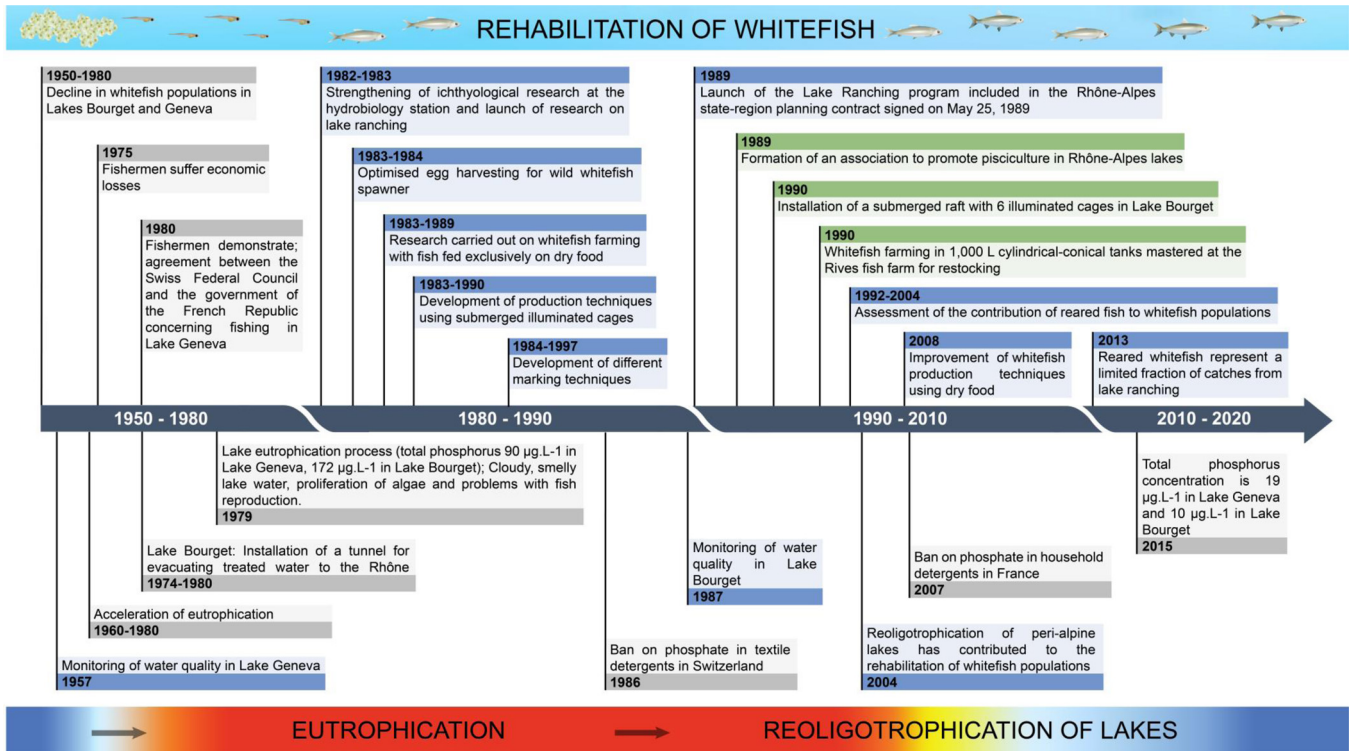 REHABILITATION OF WHITEFISH
1950-1980
Decline in whitefish populations in
Lakes Bourget and Geneva
1975
Fishermen suffer economic
losses
1980
Fishermen demonstrate;
agreement between the
Swiss Federal Council
and the government of
the French Republic
concerning fishing in
Lake Geneva
1982-1983
Strengthening of ichthyological research at the
hydrobiology station and launch of research on
lake ranching
1983-1984
Optimised egg harvesting for wild whitefish
spawner
1983-1989
Research carried out on whitefish farming
with fish fed exclusively on dry food
1983-1990
Development of production techniques
using submerged illuminated cages
1984-1997
Development of different
marking techniques
1989
Launch of the Lake Ranching program included in the Rhône-Alpes
state-region planning contract signed on May 25, 1989
1989
Formation of an association to promote pisciculture in Rhône-Alpes lakes
1990
Installation of a submerged raft with 6 illuminated cages in Lake Bourget
1990
Whitefish farming in 1,000 L cylindrical-conical tanks mastered at the
Rives fish farm for restocking
1992-2004
Assessment of the contribution of reared fish to whitefish populations
2008
Improvement of whitefish
production techniques
using dry food
2013
Reared whitefish represent a
limited fraction of catches from
lake ranching
1950 - 1980
1980 - 1990
1990 - 2010
2010 - 2020
Lake eutrophication process (total phosphorus 90 µg.L-1 in
Lake Geneva, 172 µg.L-1 in Lake Bourget); Cloudy, smelly
lake water, proliferation of algae and problems with fish
reproduction.
1979
Lake Bourget: Installation of a tunnel for
evacuating treated water to the Rhône
1974-1980
Acceleration of eutrophication
1960-1980
Monitoring of water quality in Lake Geneva
1957
Monitoring of water
quality in Lake
Bourget
1987
Ban on phosphate in textile
detergents in Switzerland
1986
Total phosphorus
concentration is 19
µg.L-1 in Lake Geneva
and 10 µg.L-1 in Lake
Bourget
2015
Ban on phosphate in household
detergents in France
2007
Reoligotrophication of peri-alpine
lakes has contributed to the
rehabilitation of whitefish populations
2004
EUTROPHICATION
REOLIGOTROPHICATION OF LAKES